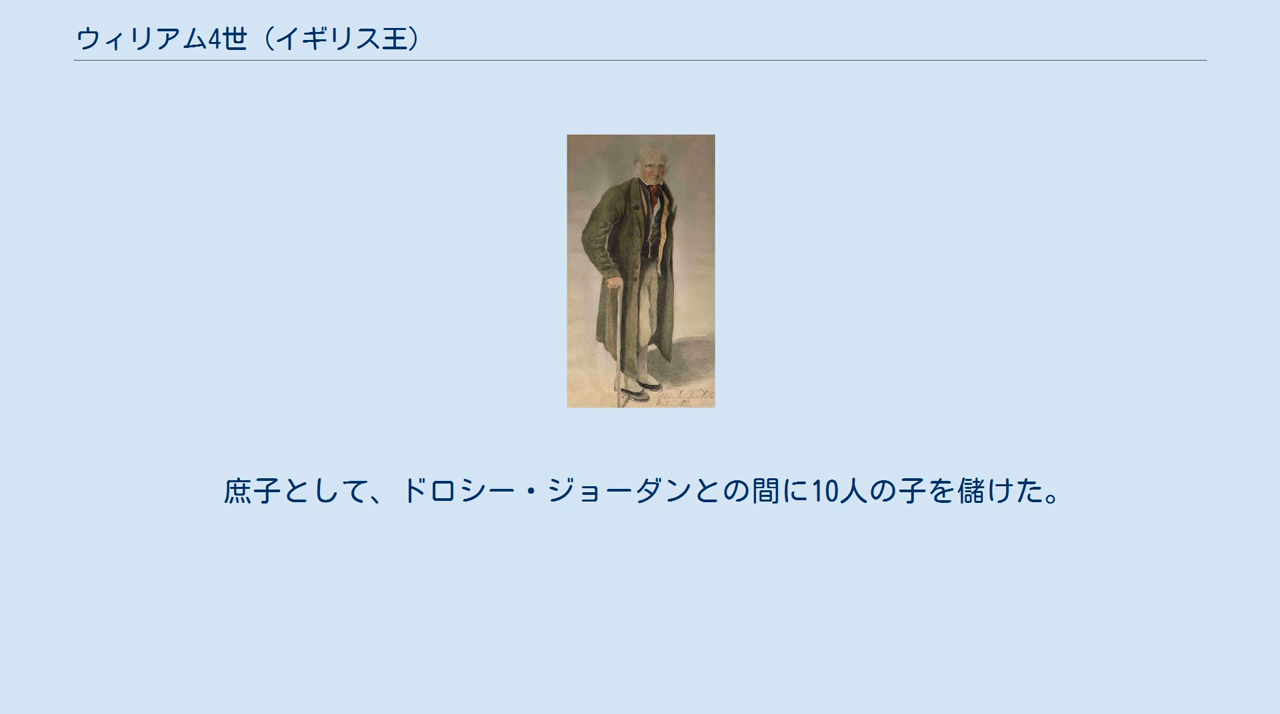 ウィリアム4世（イギリス王）
庶子として、ドロシー・ジョーダンとの間に10人の子を儲けた。